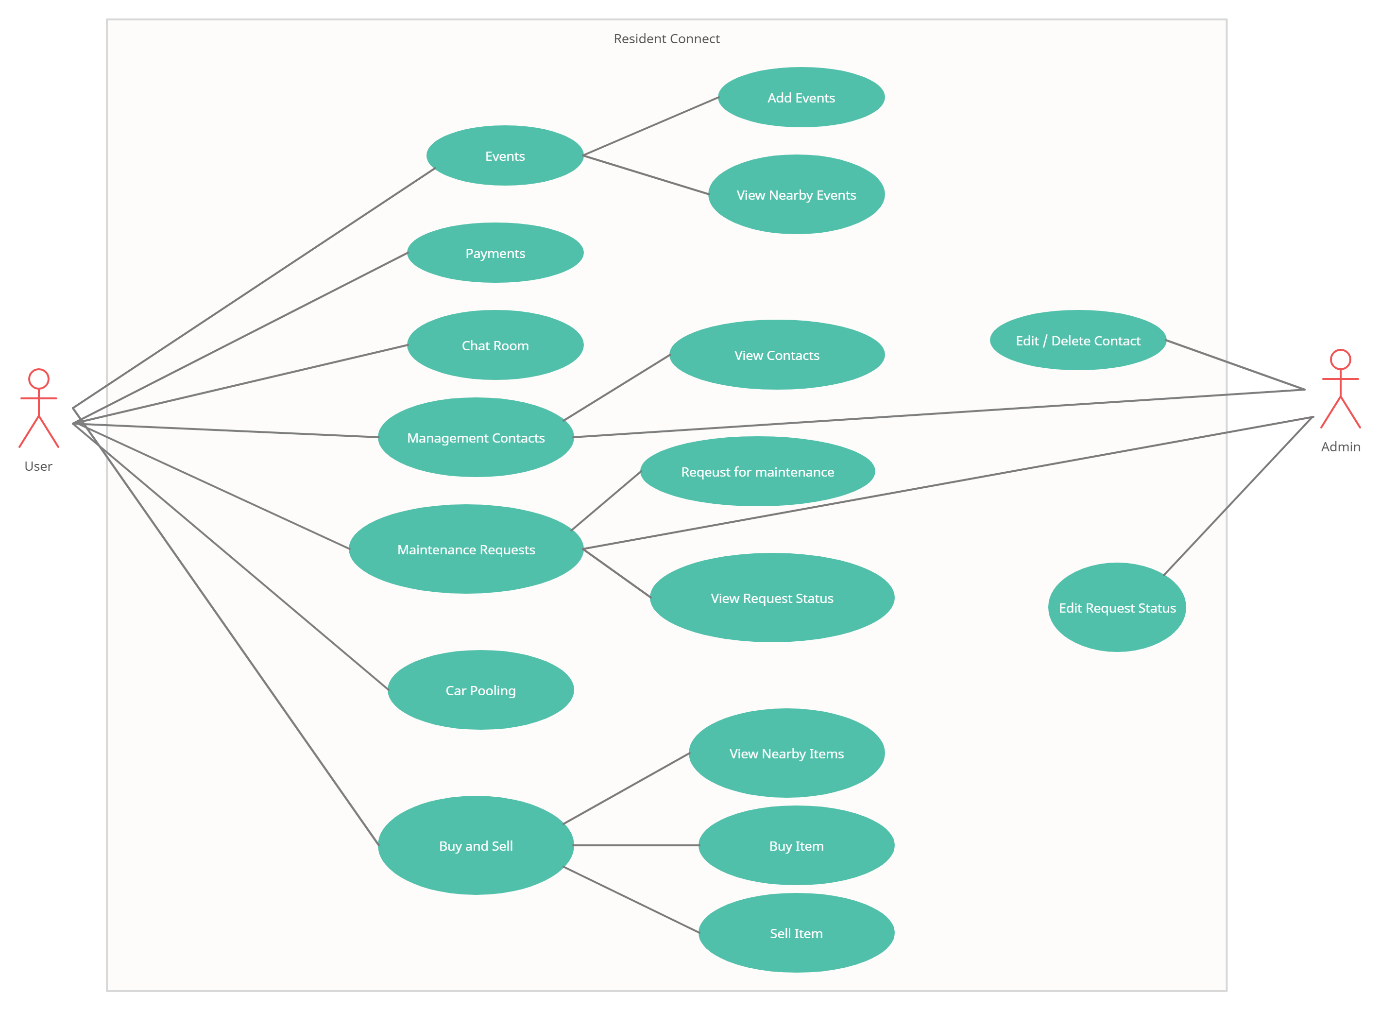 Resident Connect
Add Events
Events
View Nearby Events
Payments
Chat Room
View Contacts
Edit / Delete Contact
Management Contacts
User
Admin
Reqeust for maintenance
Maintenance Requests
View Request Status
Edit Request Status
Car Pooling
View Nearby Items
Buy and Sell
Buy Item
Sell Item